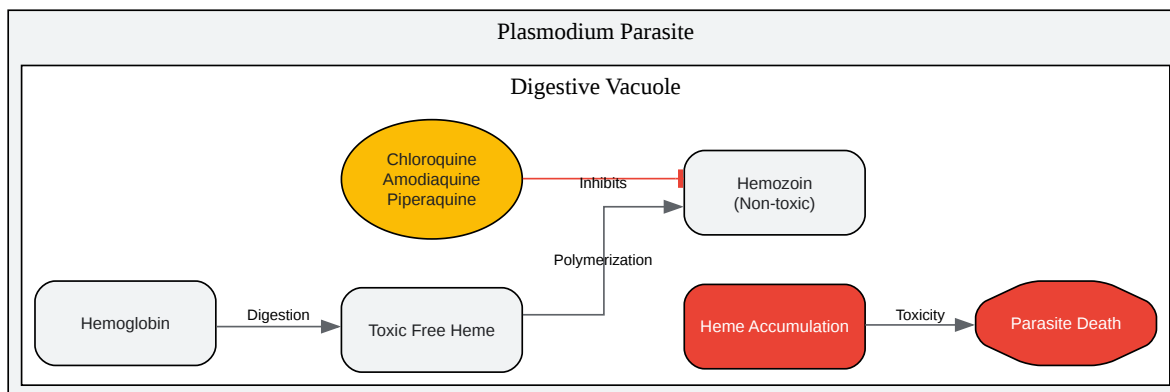 Plasmodium Parasite
Digestive Vacuole
Chloroquine
Amodiaquine
Piperaquine
Inhibits
Hemozoin
(Non-toxic)
Polymerization
Hemoglobin
Digestion
Toxic Free Heme
Heme Accumulation
Toxicity
Parasite Death